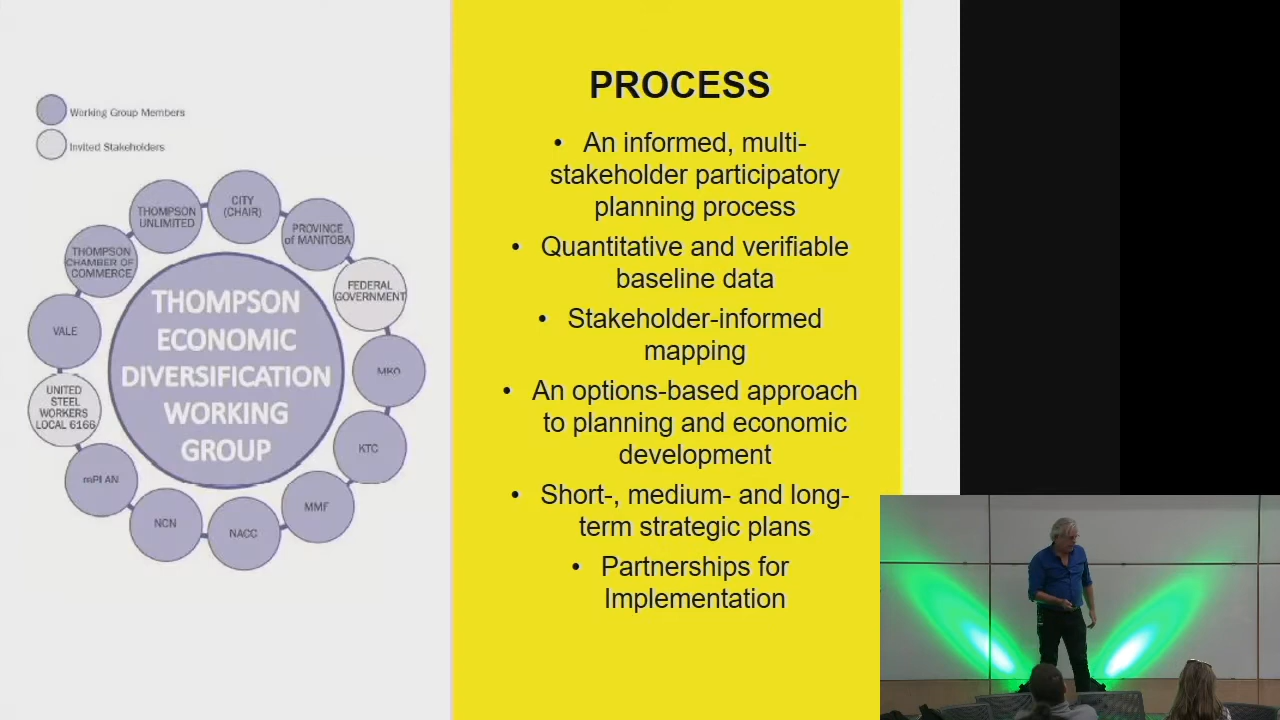 Working Group Members
Invited Stakeholders
CITY
(CHAIR)
PROVINCE
of MANITOBA
FEDERAL
GOVERNMENT
MKO
KTC
MMF
NACC
NCN
mPLAN
UNITED
STEEL
WORKERS
LOCAL 6166
VALE
THOMPSON
CHAMBER OF
COMMERCE
THOMPSON
UNLIMITED
THOMPSON
ECONOMIC
DIVERSIFICATION
WORKING
GROUP
PROCESS
• An informed, multi-
stakeholder participatory
planning process
• Quantitative and verifiable
baseline data
• Stakeholder-informed
mapping
• An options-based approach
to planning and economic
development
• Short-, medium- and long-
term strategic plans
• Partnerships for
Implementation